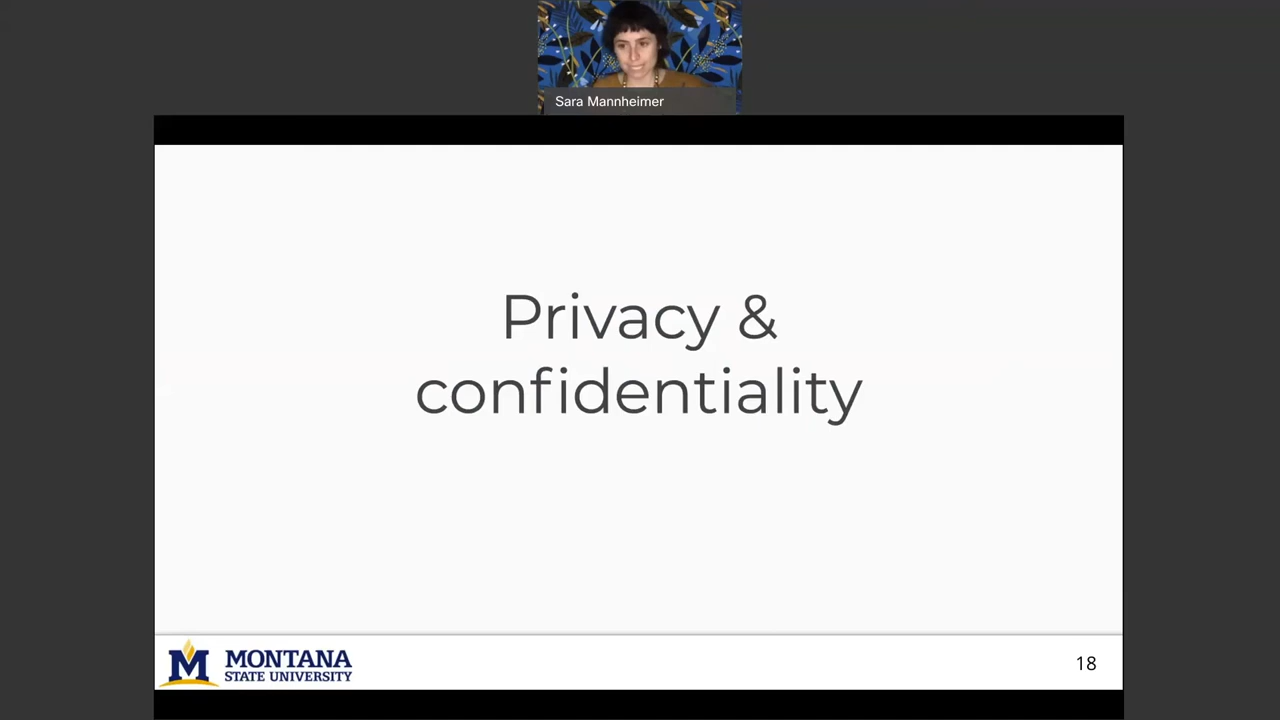 Sara Mannheimer
Privacy &
confidentiality
M MONTANA
STATE UNIVERSITY
18